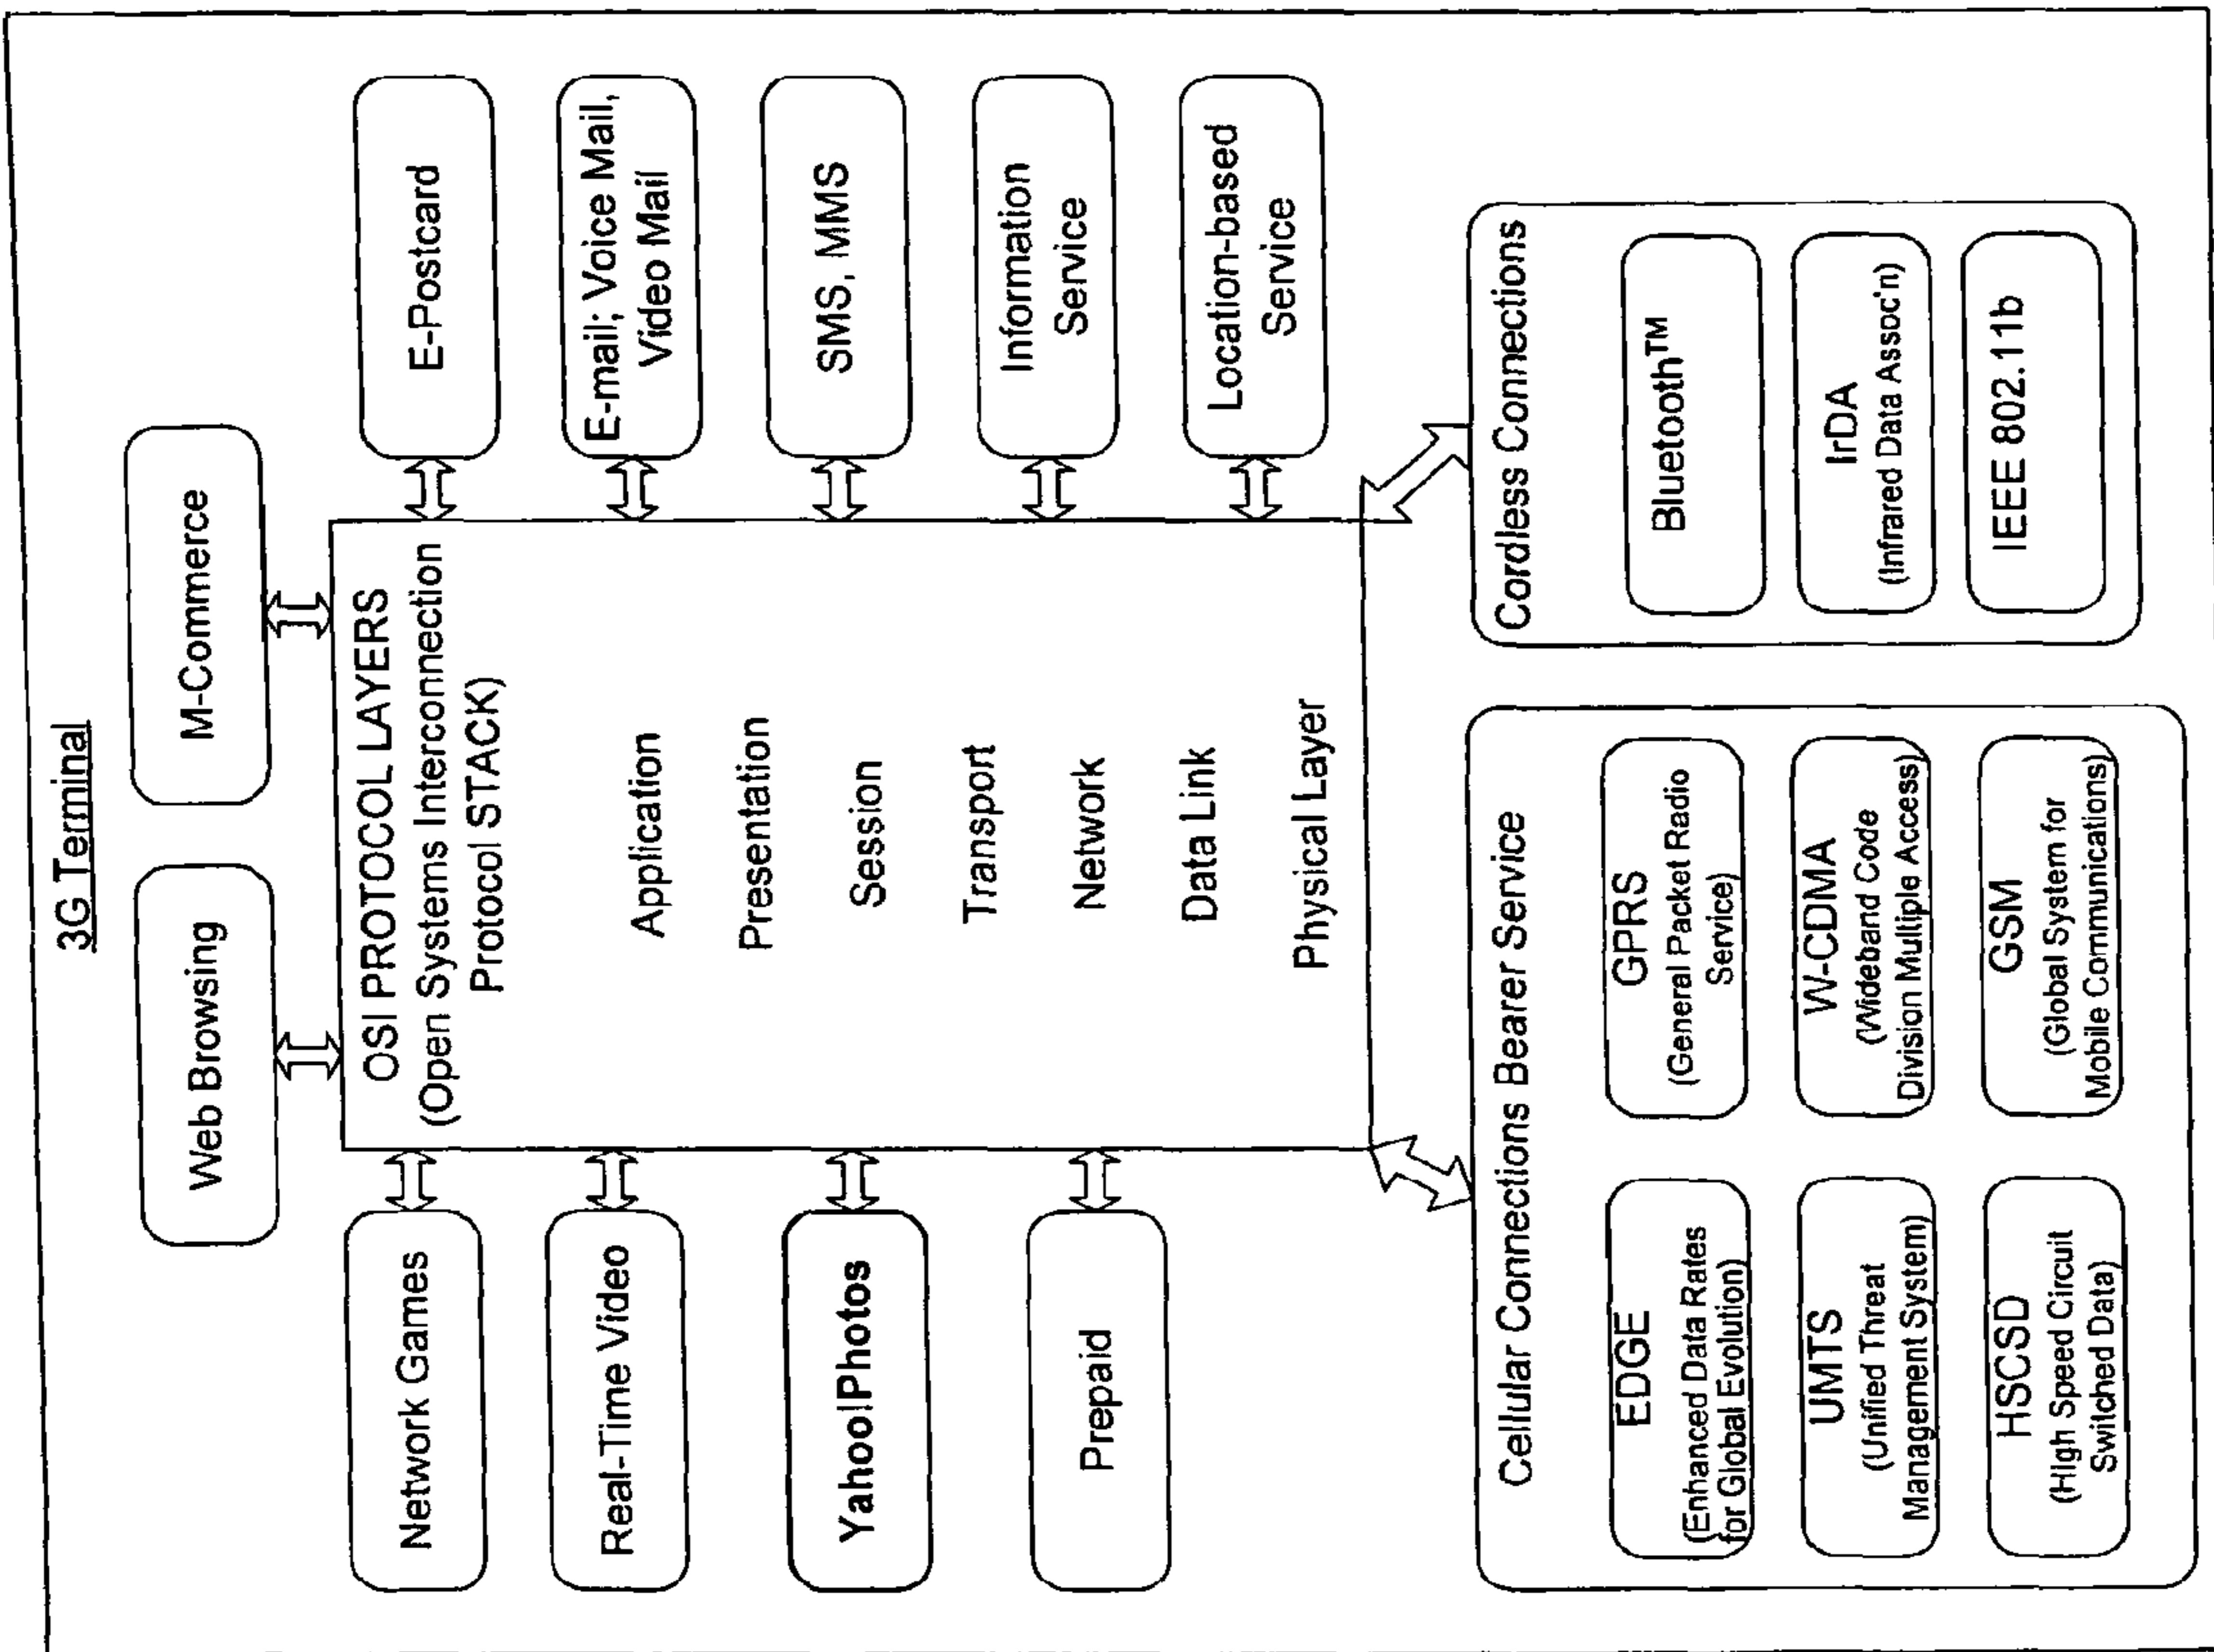 3G Terminal
Web Browsing
M-Commerce
Network Games
Real-Time Video
Yahoo!Photos
Prepaid
OSI PROTOCOL LAYERS
(Open Systems Interconnection
Protocol STACK)
Application
Presentation
Session
Transport
Network
Data Link
Physical Layer
E-Postcard
E-mail; Voice Mail,
Video Mail
SMS, MMS
Information
Service
Location-based
Service
Cellular Connections Bearer Service
EDGE
(Enhanced Data Rates
for Global Evolution)
GPRS
(General Packet Radio
Service)
UMTS
(Unified Threat
Management System)
W-CDMA
(Wideband Code
Division Multiple Access)
HSCSD
(High Speed Circuit
Switched Data)
GSM
(Global System for
Mobile Communications)
Cordless Connections
Bluetooth™
IrDA
(Infrared Data Assoc'n)
IEEE 802.11b